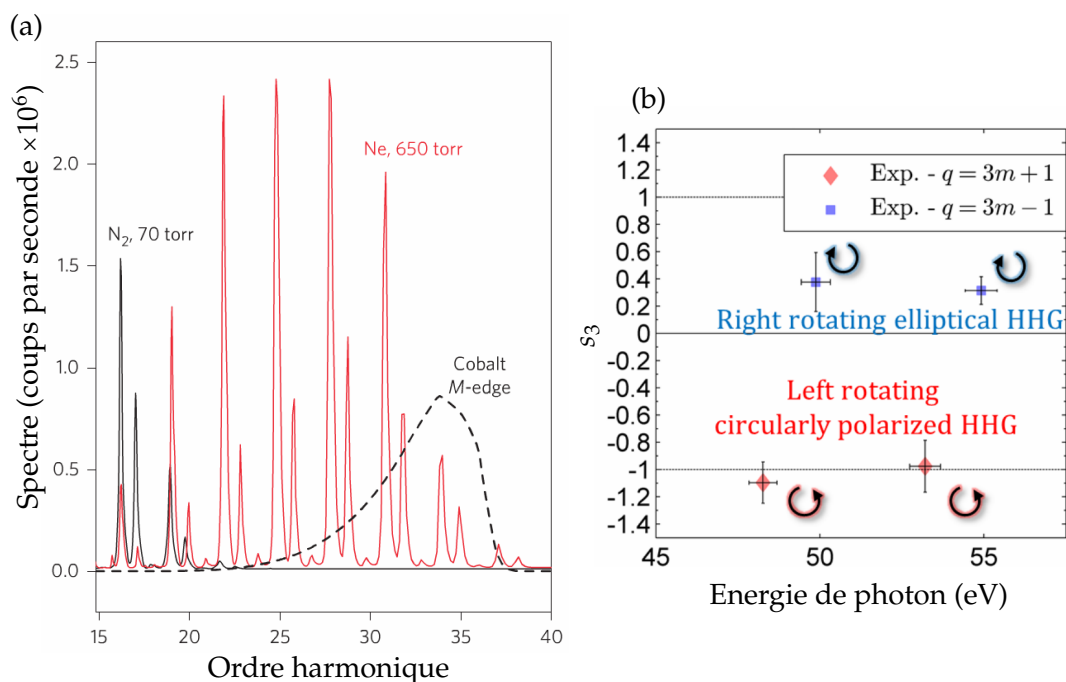 (a)
2.5
2.0
1.5
1.0
0.5
0.0
Spectre (coups par seconde ×10⁶)
Ne, 650 torr
N₂, 70 torr
Cobalt
M-edge
15 20 25 30 35 40
Ordre harmonique
(b)
1.4
1.2
1
0.8
0.6
0.4
0.2
0
-0.2
-0.4
-0.6
-0.8
-1
-1.2
-1.4
s₃
Exp. - q = 3m + 1
Exp. - q = 3m − 1
Right rotating elliptical HHG
Left rotating
circularly polarized HHG
45 50 55
Energie de photon (eV)